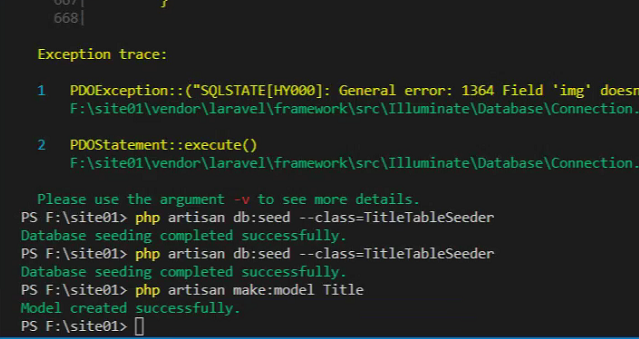 667| }
668|
Exception trace:
1 PDOException::("SQLSTATE[HY000]: General error: 1364 Field 'img' doesn
F:\site01\vendor\laravel\framework\src\Illuminate\Database\Connection.
2 PDOStatement::execute()
F:\site01\vendor\laravel\framework\src\Illuminate\Database\Connection.
Please use the argument -v to see more details.
PS F:\site01> php artisan db:seed --class=TitleTableSeeder
Database seeding completed successfully.
PS F:\site01> php artisan db:seed --class=TitleTableSeeder
Database seeding completed successfully.
PS F:\site01> php artisan make:model Title
Model created successfully.
PS F:\site01>